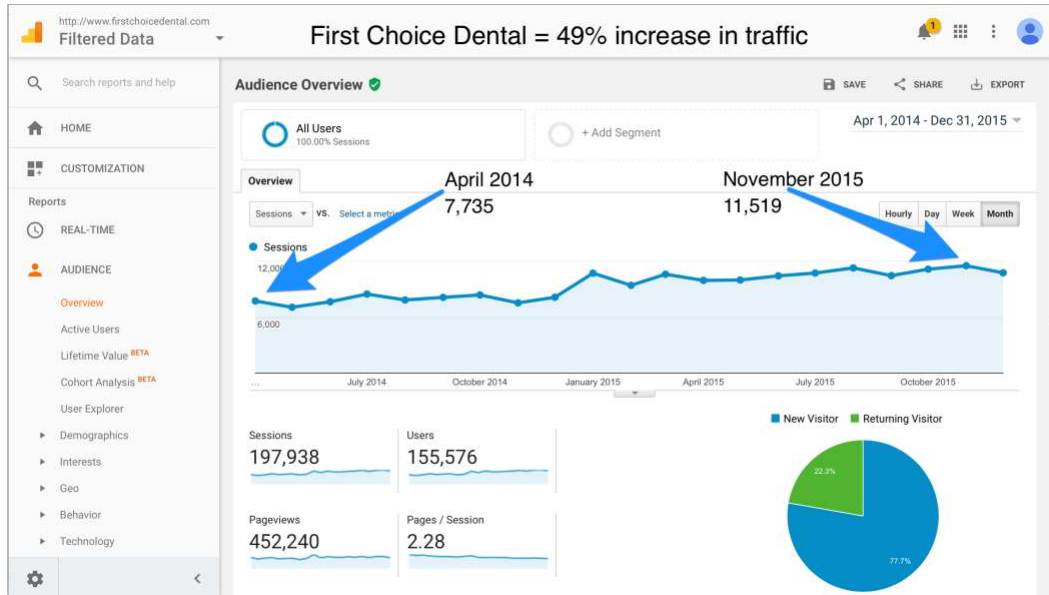 http://www.firstchoicedental.com
Filtered Data
First Choice Dental = 49% increase in traffic
1
Search reports and help
HOME
CUSTOMIZATION
Reports
REAL-TIME
AUDIENCE
Overview
Active Users
Lifetime Value BETA
Cohort Analysis BETA
User Explorer
Demographics
Interests
Geo
Behavior
Technology
Audience Overview
SAVE
SHARE
EXPORT
All Users
100.00% Sessions
+ Add Segment
Apr 1, 2014 - Dec 31, 2015
Overview
April 2014
7,735
November 2015
11,519
Sessions
VS.
Select a metric
Hourly Day Week Month
Sessions
12,000
6,000
...
July 2014
October 2014
January 2015
April 2015
July 2015
October 2015
Sessions
197,938
Users
155,576
Pageviews
452,240
Pages / Session
2.28
New Visitor
Returning Visitor
22.3%
77.7%